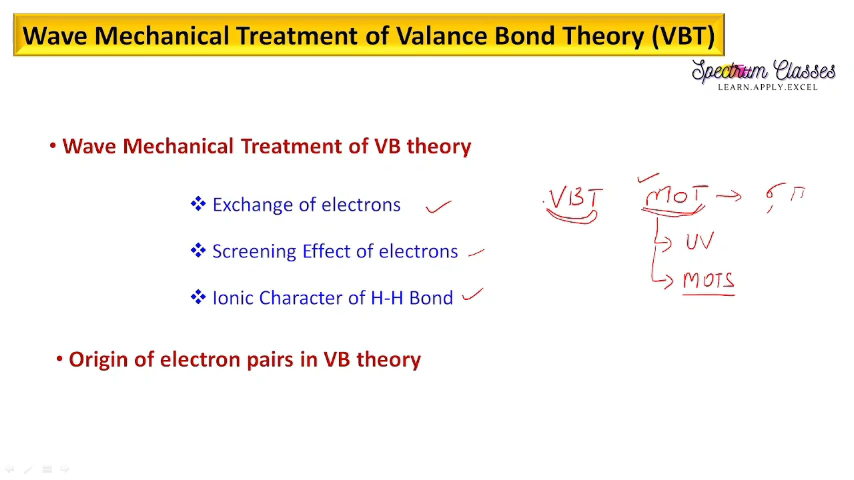 Wave Mechanical Treatment of Valance Bond Theory (VBT)
Spectrum Classes
LEARN.APPLY.EXCEL
• Wave Mechanical Treatment of VB theory
❖ Exchange of electrons
VBT MOT → σ π
❖ Screening Effect of electrons
→ UV
→ MOTS
❖ Ionic Character of H-H Bond
• Origin of electron pairs in VB theory